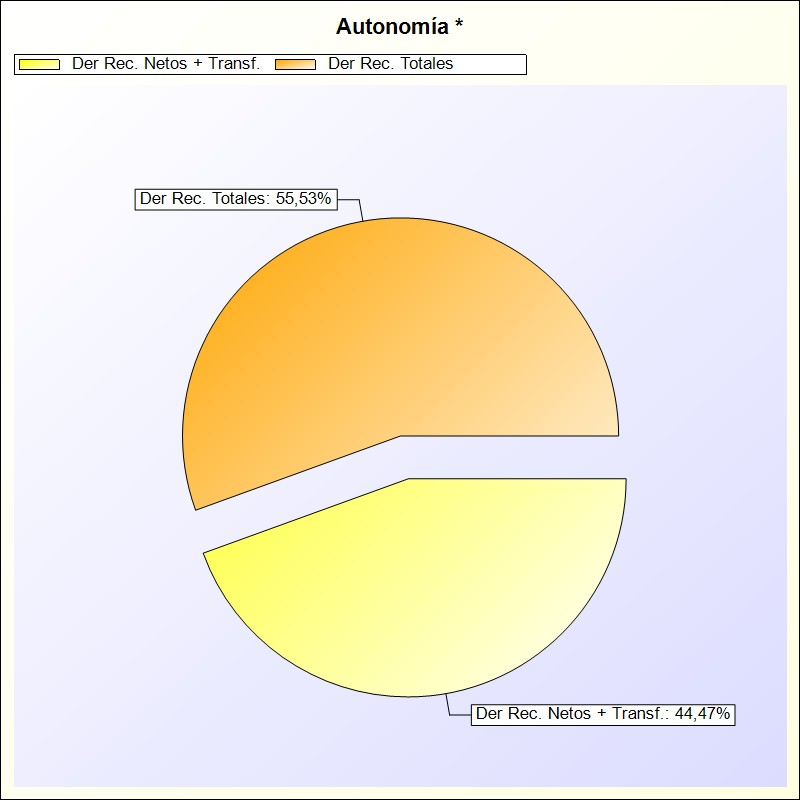 Autonomía *
Der Rec. Netos + Transf. Der Rec. Totales
Der Rec. Totales: 55,53%
Der Rec. Netos + Transf.: 44,47%